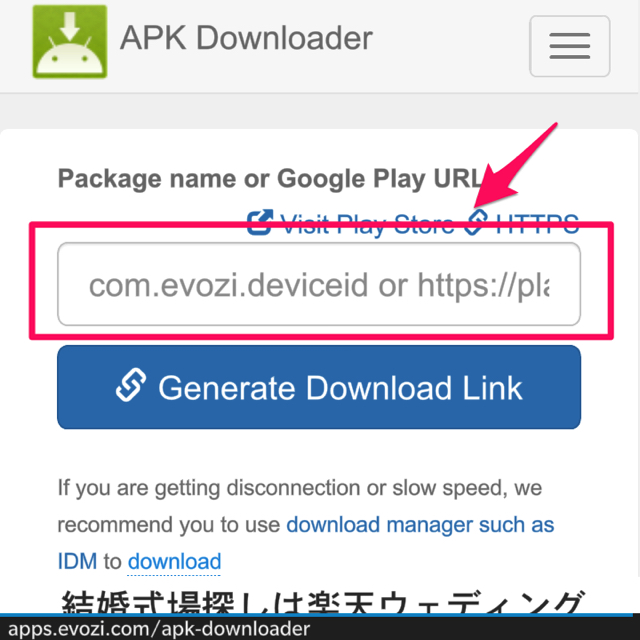 APK Downloader
Package name or Google Play URL
Visit Play Store HTTPS
com.evozi.deviceid or https://pla
Generate Download Link
If you are getting disconnection or slow speed, we
recommend you to use download manager such as
IDM to download
結婚式場探しは楽天ウェディング
apps.evozi.com/apk-downloader